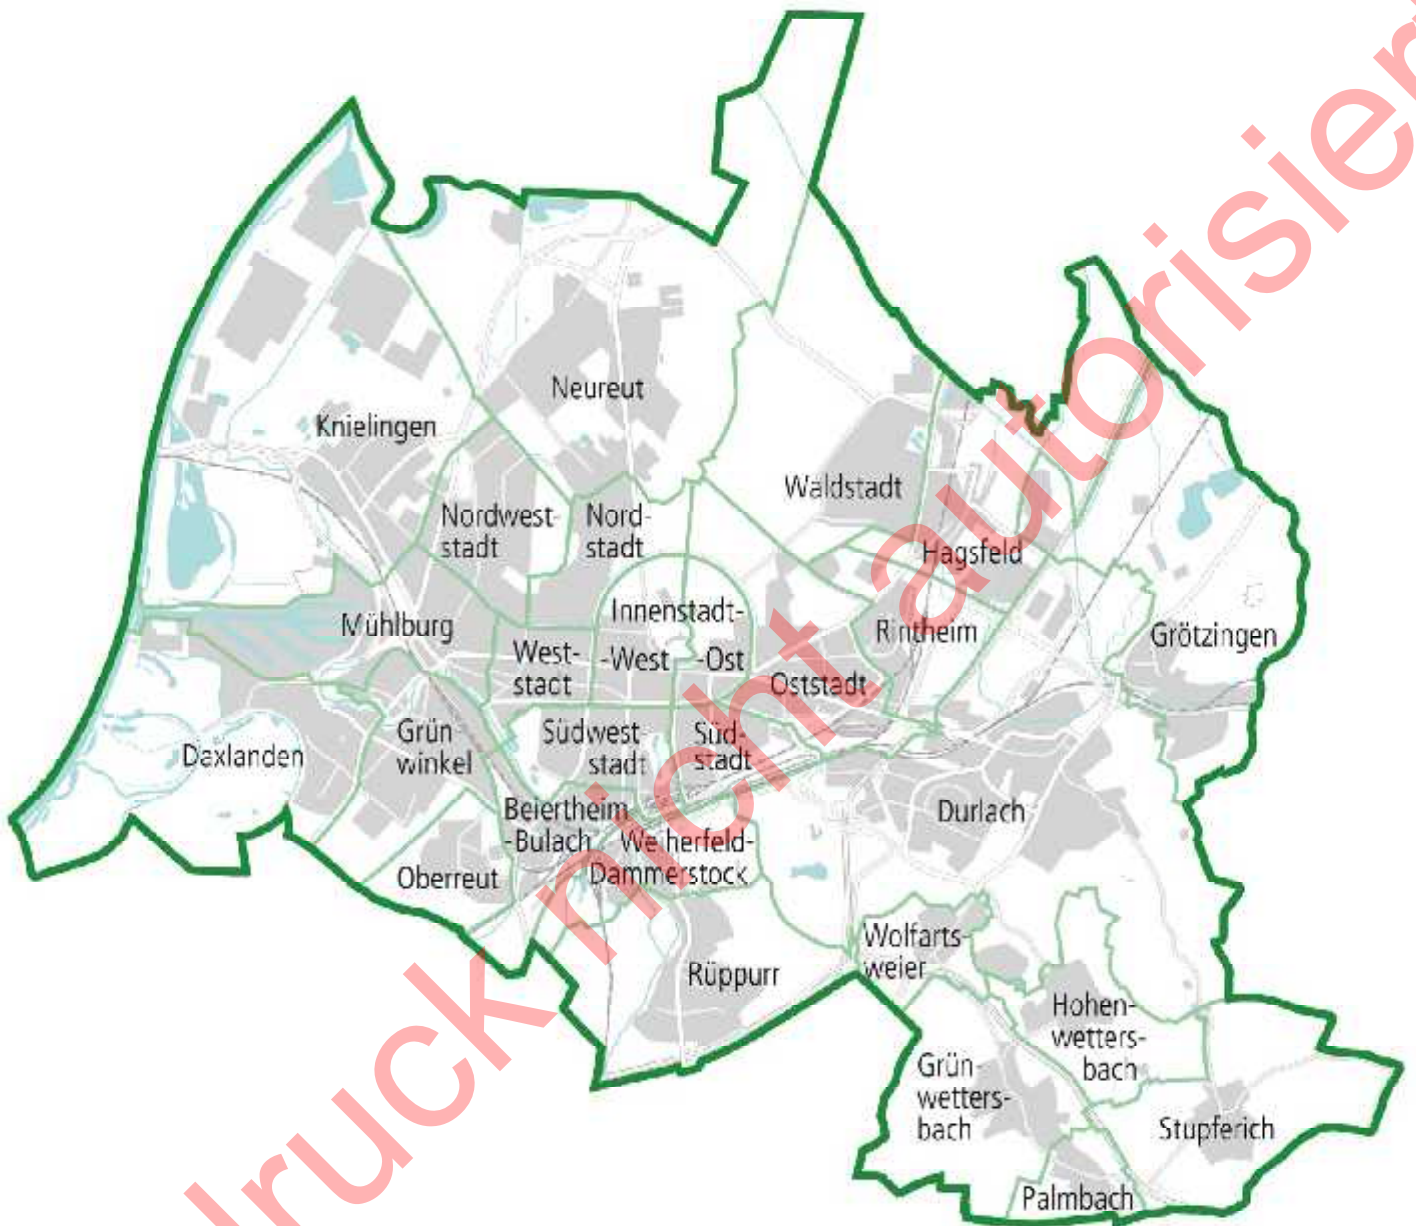 Neureut
Knielingen
Waldstadt
Nordwest-
stadt
Nord-
stadt
Hagsfeld
Innenstadt-
Mühlburg
Rintheim
Grötzingen
West-
stadt
-West
-Ost
Oststadt
Grün
winkel
Südwest
stadt
Süd-
stadt
Daxlanden
Beiertheim
-Bulach
Weiherfeld-
Dammerstock
Durlach
Oberreut
Wolfarts-
weier
Rüppurr
Hohen-
wetters-
bach
Grün-
wetters-
bach
Stupferich
Palmbach
druck nicht autorisier